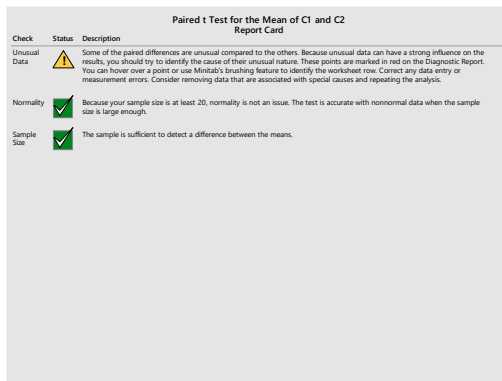 Paired t Test for the Mean of C1 and C2
Report Card
Check Status Description
Unusual Data Some of the paired differences are unusual compared to the others. Because unusual data can have a strong influence on the
results, you should try to identify the cause of their unusual nature. These points are marked in red on the Diagnostic Report.
You can hover over a point or use Minitab's brushing feature to identify the worksheet row. Correct any data entry or
measurement errors. Consider removing data that are associated with special causes and repeating the analysis.
Normality Because your sample size is at least 20, normality is not an issue. The test is accurate with nonnormal data when the sample
size is large enough.
Sample Size The sample is sufficient to detect a difference between the means.